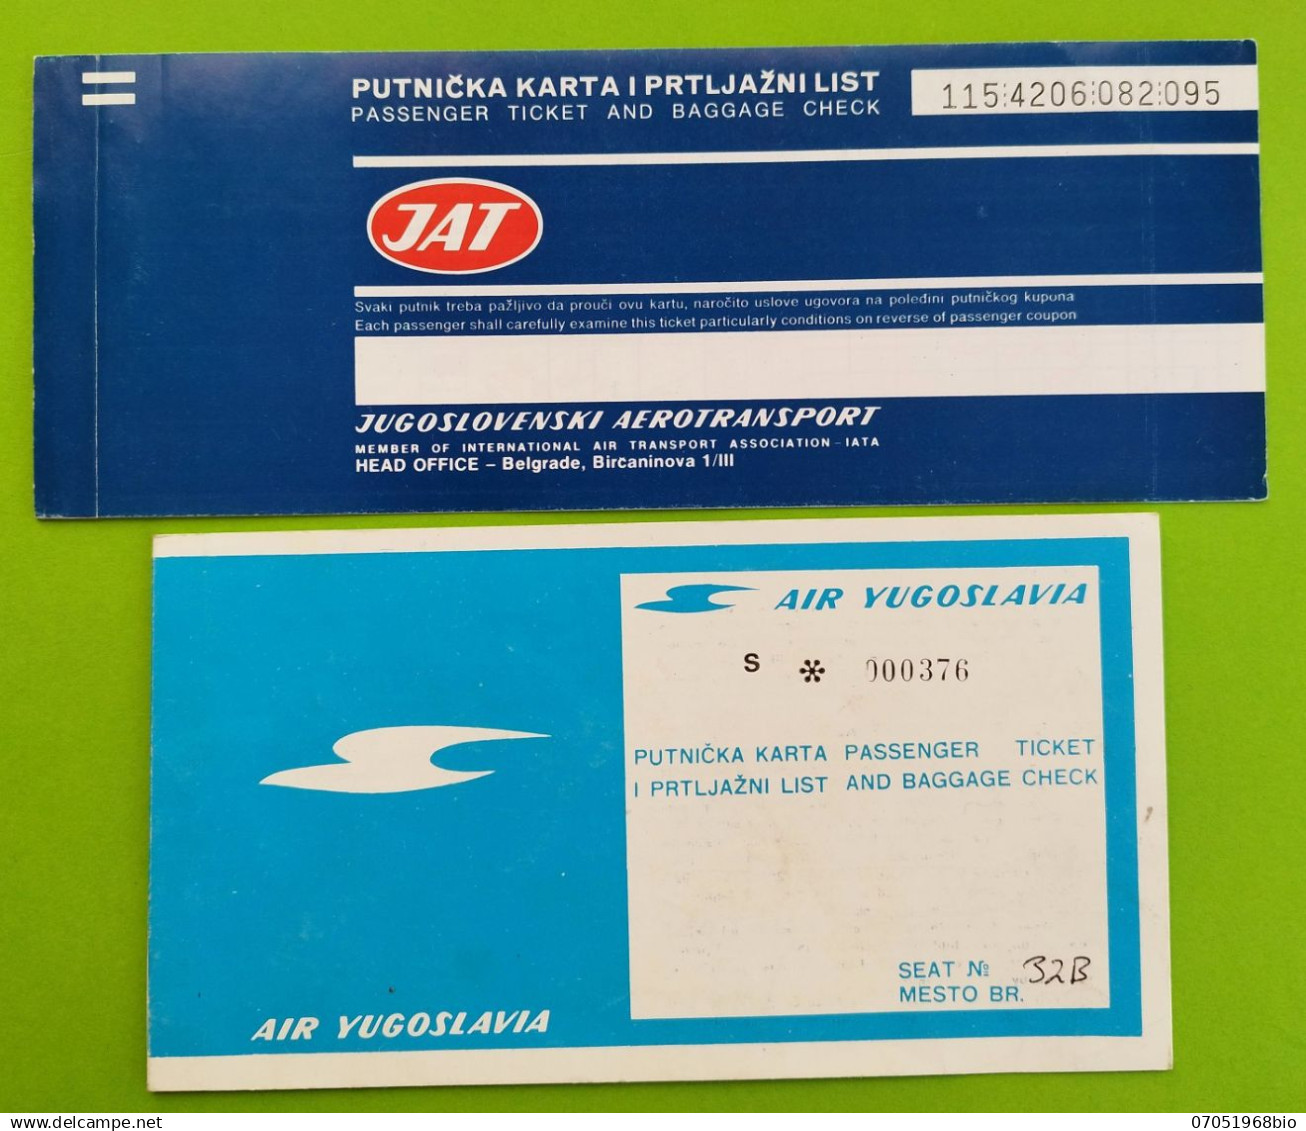 PUTNIČKA KARTA I PRTLJAŽNI LIST
PASSENGER TICKET AND BAGGAGE CHECK
115:4206:082:095
JAT
Svaki putnik treba pažljivo da prouči ovu kartu, naročito uslove ugovora na poleđini putničkog kupona
Each passenger shall carefully examine this ticket particularly conditions on reverse of passenger coupon
JUGOSLOVENSKI AEROTRANSPORT
MEMBER OF INTERNATIONAL AIR TRANSPORT ASSOCIATION – IATA
HEAD OFFICE – Belgrade, Birčaninova 1/III
AIR YUGOSLAVIA
S * 000376
PUTNIČKA KARTA PASSENGER TICKET
I PRTLJAŽNI LIST AND BAGGAGE CHECK
SEAT No 32B
MESTO BR.
AIR YUGOSLAVIA
delcampe.net
07051968bio